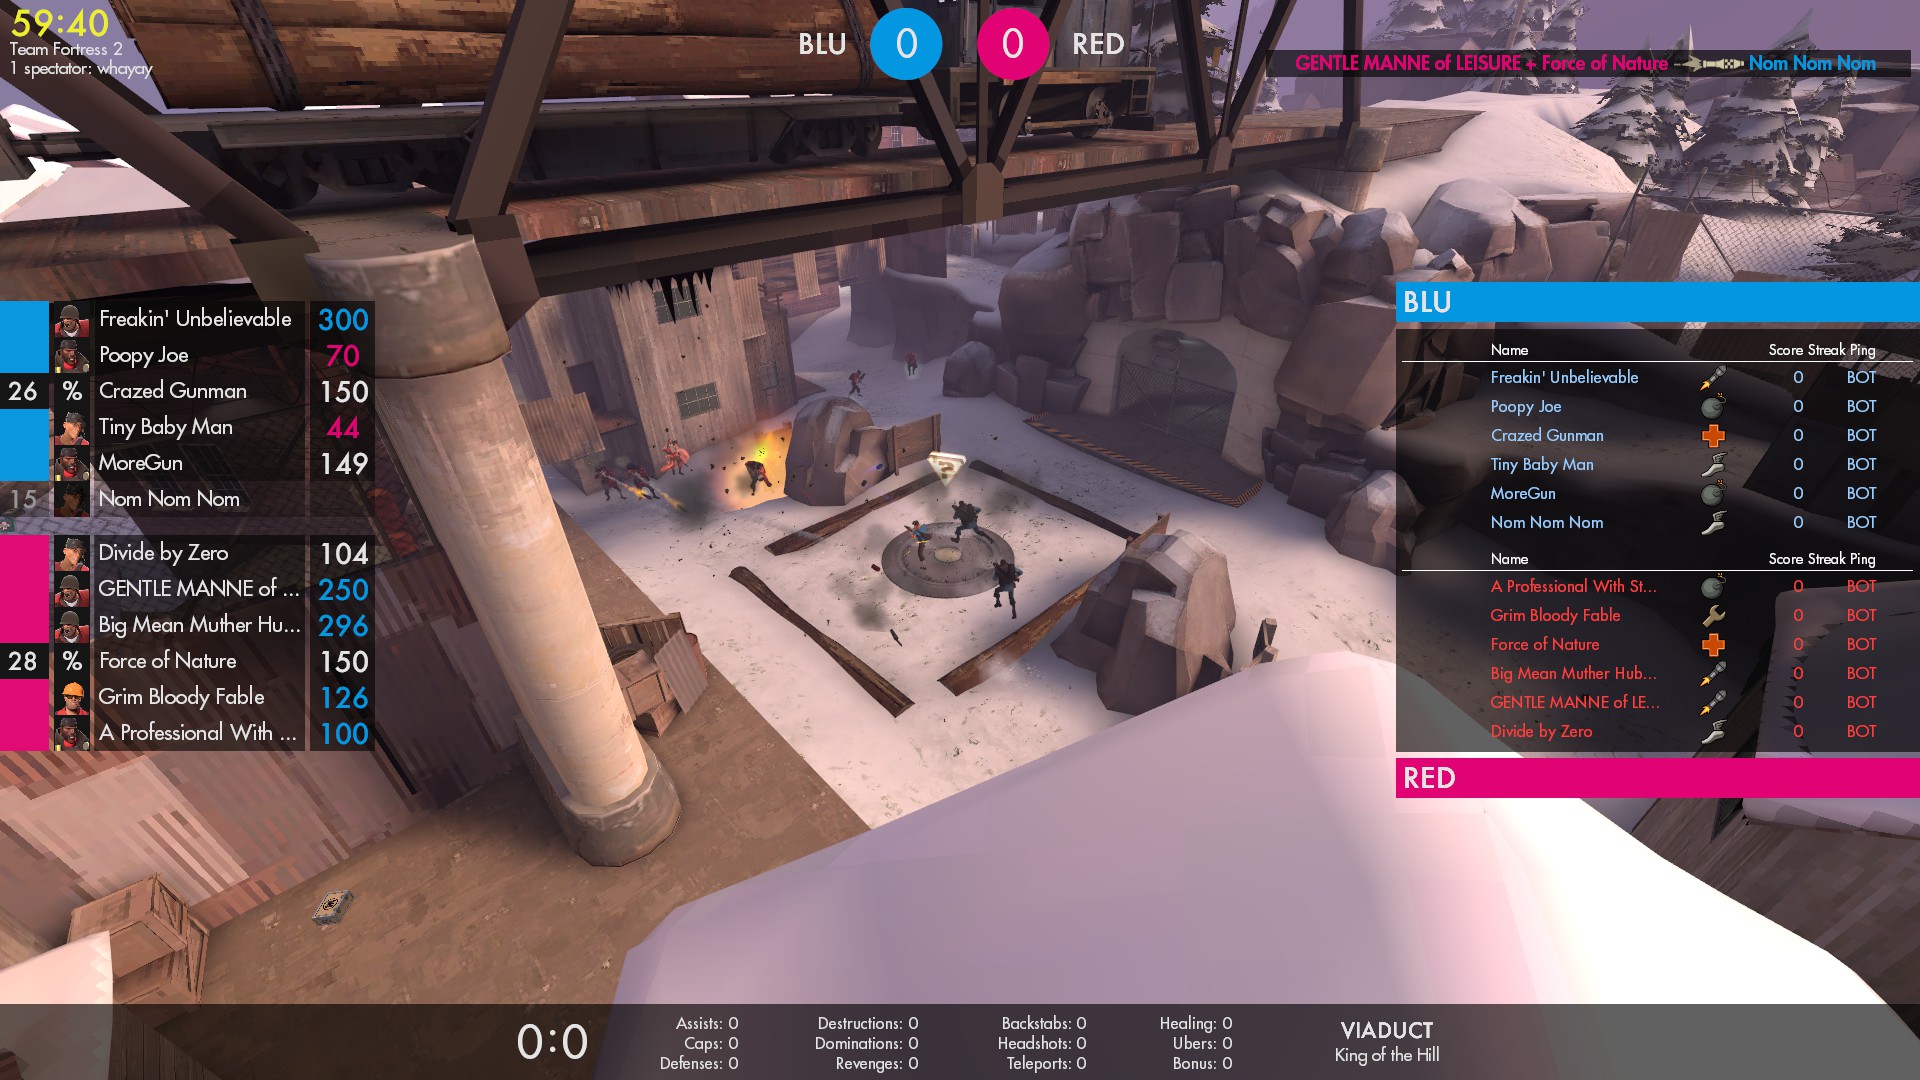 59:40
Team Fortress 2
1 spectator: whayay
BLU 0 0 RED
GENTLE MANNE of LEISURE + Force of Nature Nom Nom Nom
Freakin' Unbelievable 300
Poopy Joe 70
26 % Crazed Gunman 150
Tiny Baby Man 44
MoreGun 149
15 Nom Nom Nom
Divide by Zero 104
GENTLE MANNE of ... 250
Big Mean Muther Hu... 296
28 % Force of Nature 150
Grim Bloody Fable 126
A Professional With ... 100
BLU
Name Score Streak Ping
Freakin' Unbelievable 0 BOT
Poopy Joe 0 BOT
Crazed Gunman 0 BOT
Tiny Baby Man 0 BOT
MoreGun 0 BOT
Nom Nom Nom 0 BOT
Name Score Streak Ping
A Professional With St... 0 BOT
Grim Bloody Fable 0 BOT
Force of Nature 0 BOT
Big Mean Muther Hub... 0 BOT
GENTLE MANNE of LE... 0 BOT
Divide by Zero 0 BOT
RED
0:0
Assists: 0 Destructions: 0 Backstabs: 0 Healing: 0
Caps: 0 Dominations: 0 Headshots: 0 Ubers: 0
Defenses: 0 Revenges: 0 Teleports: 0 Bonus: 0
VIADUCT
King of the Hill